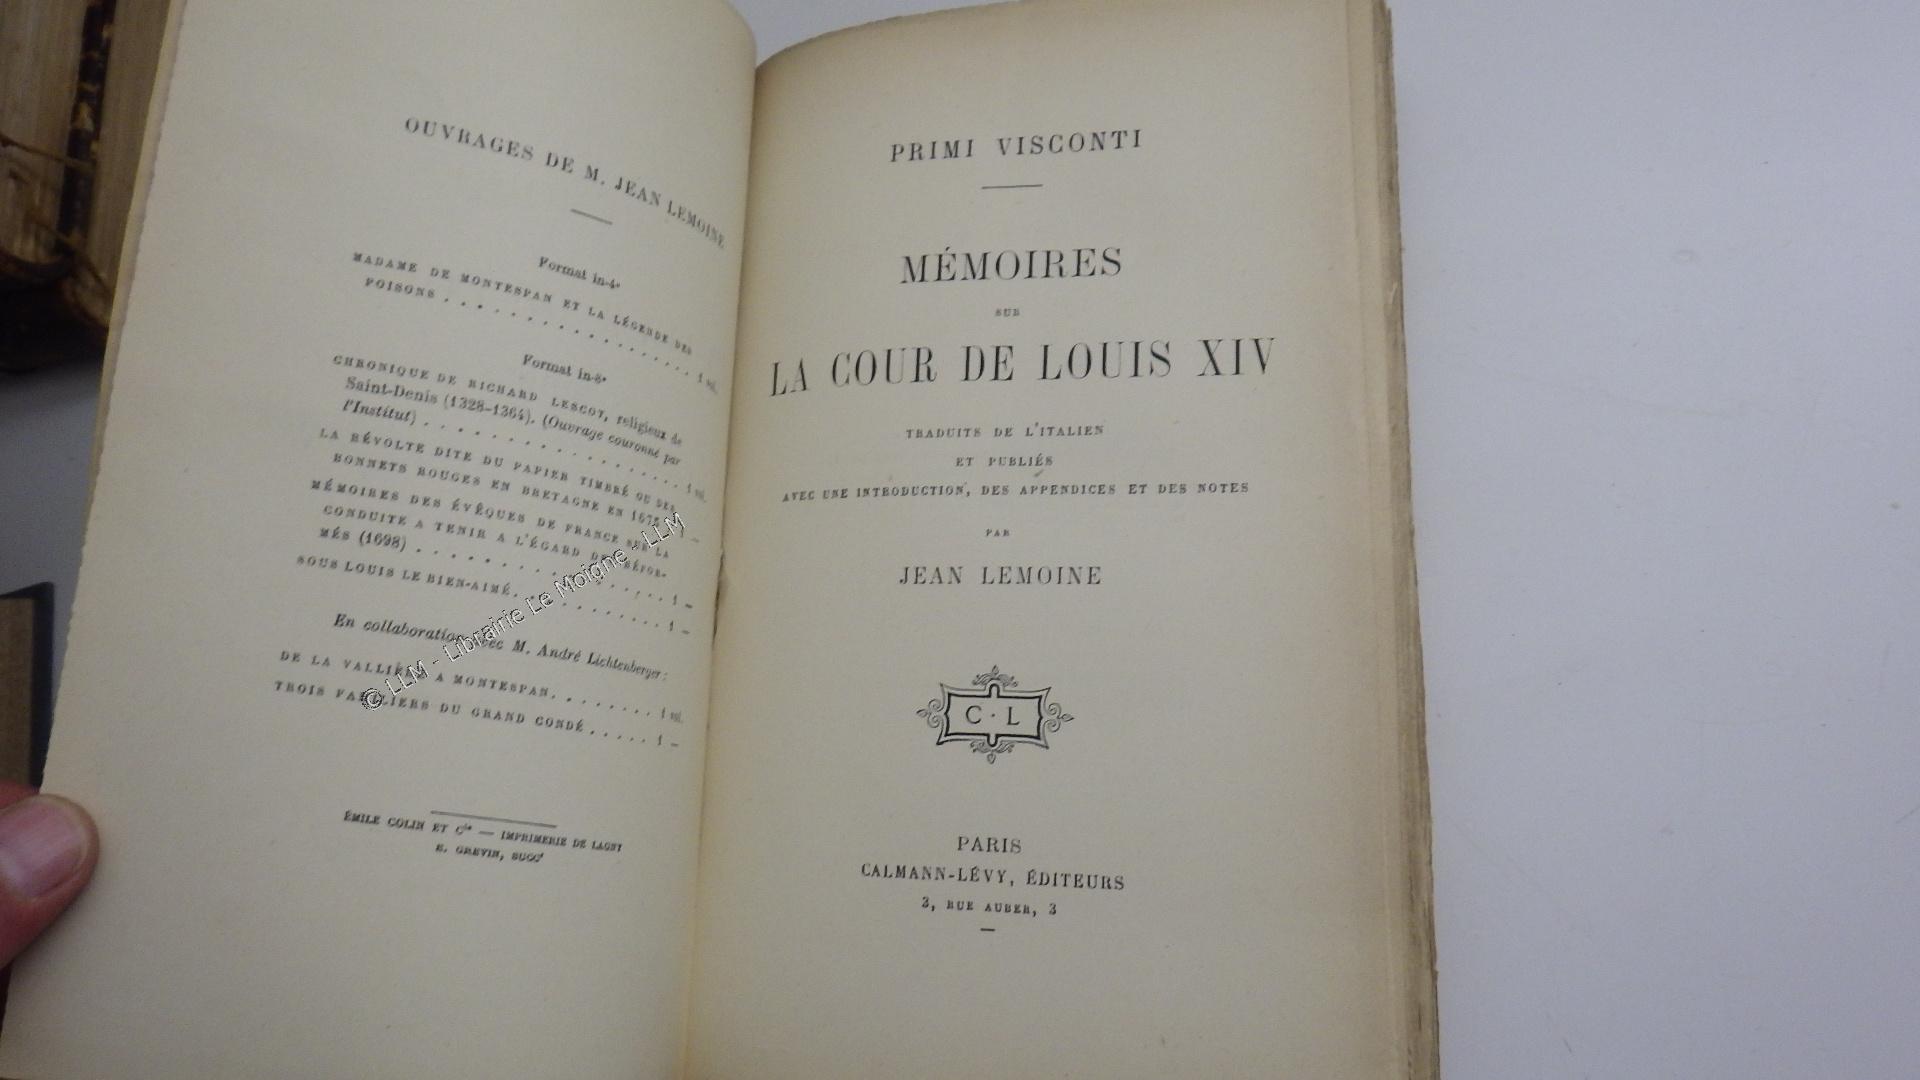 OUVRAGES DE M. JEAN LEMOINE
Format in-4°
MADAME DE MONTESPAN ET LA LÉGENDE DES
POISONS . . . . . . . . . . . . . . . . 1 vol.
Format in-8°
CHRONIQUE DE RICHARD LESCOT, religieux de
Saint-Denis (1328-1364). (Ouvrage couronné par
l'Institut) . . . . . . . . . . . . . . . . 1 vol.
LA RÉVOLTE DITE DU PAPIER TIMBRÉ OU DES
BONNETS ROUGES EN BRETAGNE EN 1675 1 —
MÉMOIRES DES ÉVÊQUES DE FRANCE SUR LA
CONDUITE A TENIR A L'ÉGARD DES RÉFOR-
MÉS (1698) . . . . . . . . . . . . . . . 1 —
SOUS LOUIS LE BIEN-AIMÉ. . . . . . . . . . 1 —
En collaboration avec M. André Lichtenberger :
DE LA VALLIÈRE A MONTESPAN. . . . . . . . 1 vol.
TROIS FAMILIERS DU GRAND CONDÉ . . . . . 1 —
ÉMILE COLIN ET Cie — IMPRIMERIE DE LAGNY
E. GREVIN, SUCCr
© LLM - Librairie Le Moigne - LLM
PRIMI VISCONTI
MÉMOIRES
SUR
LA COUR DE LOUIS XIV
TRADUITS DE L'ITALIEN
ET PUBLIÉS
AVEC UNE INTRODUCTION, DES APPENDICES ET DES NOTES
PAR
JEAN LEMOINE
C · L
PARIS
CALMANN-LÉVY, ÉDITEURS
3, RUE AUBER, 3